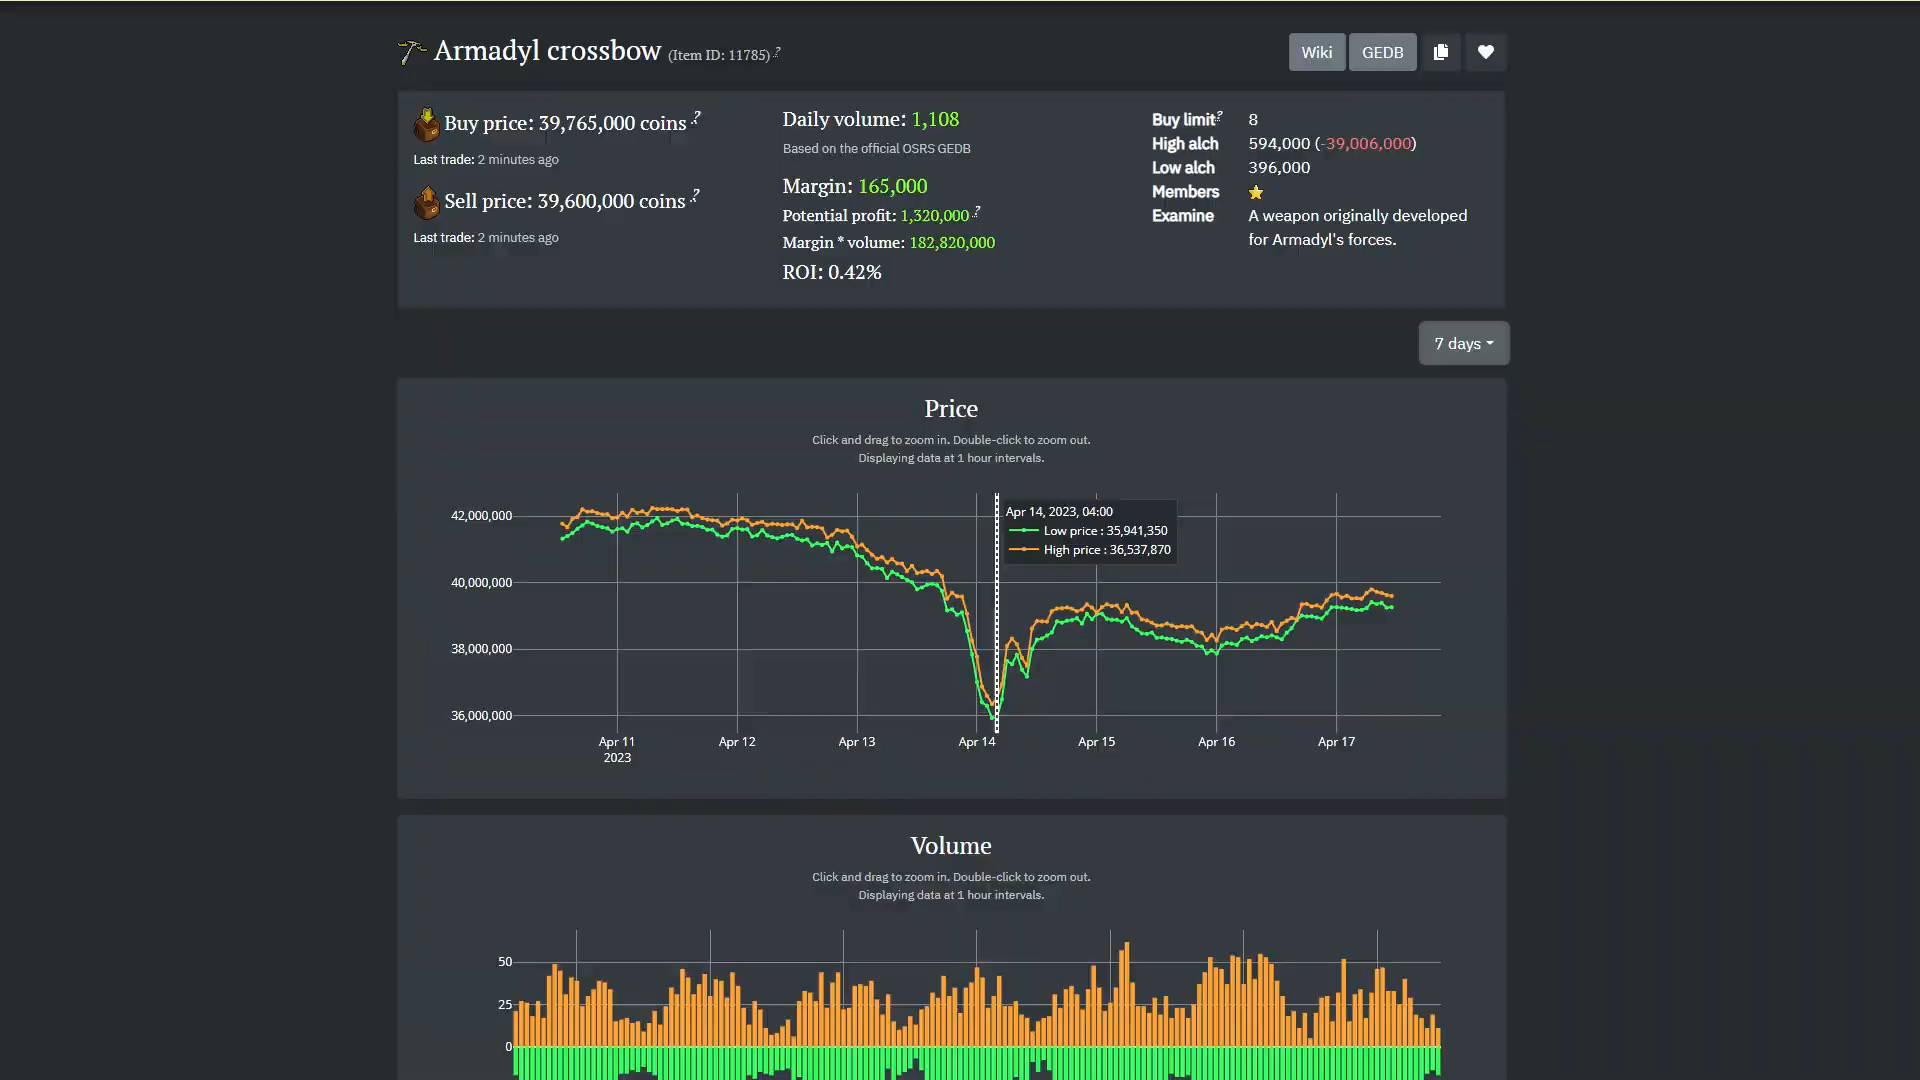 Armadyl crossbow (Item ID: 11785) ?
Wiki GEDB
Buy price: 39,765,000 coins ?
Last trade: 2 minutes ago
Sell price: 39,600,000 coins ?
Last trade: 2 minutes ago
Daily volume: 1,108
Based on the official OSRS GEDB
Margin: 165,000
Potential profit: 1,320,000 ?
Margin * volume: 182,820,000
ROI: 0.42%
Buy limit? 8
High alch 594,000 (-39,006,000)
Low alch 396,000
Members
Examine A weapon originally developed
for Armadyl's forces.
7 days
Price
Click and drag to zoom in. Double-click to zoom out.
Displaying data at 1 hour intervals.
42,000,000
40,000,000
38,000,000
36,000,000
Apr 14, 2023, 04:00
Low price : 35,941,350
High price : 36,537,870
Apr 11 Apr 12 Apr 13 Apr 14 Apr 15 Apr 16 Apr 17
2023
Volume
Click and drag to zoom in. Double-click to zoom out.
Displaying data at 1 hour intervals.
50
25
0